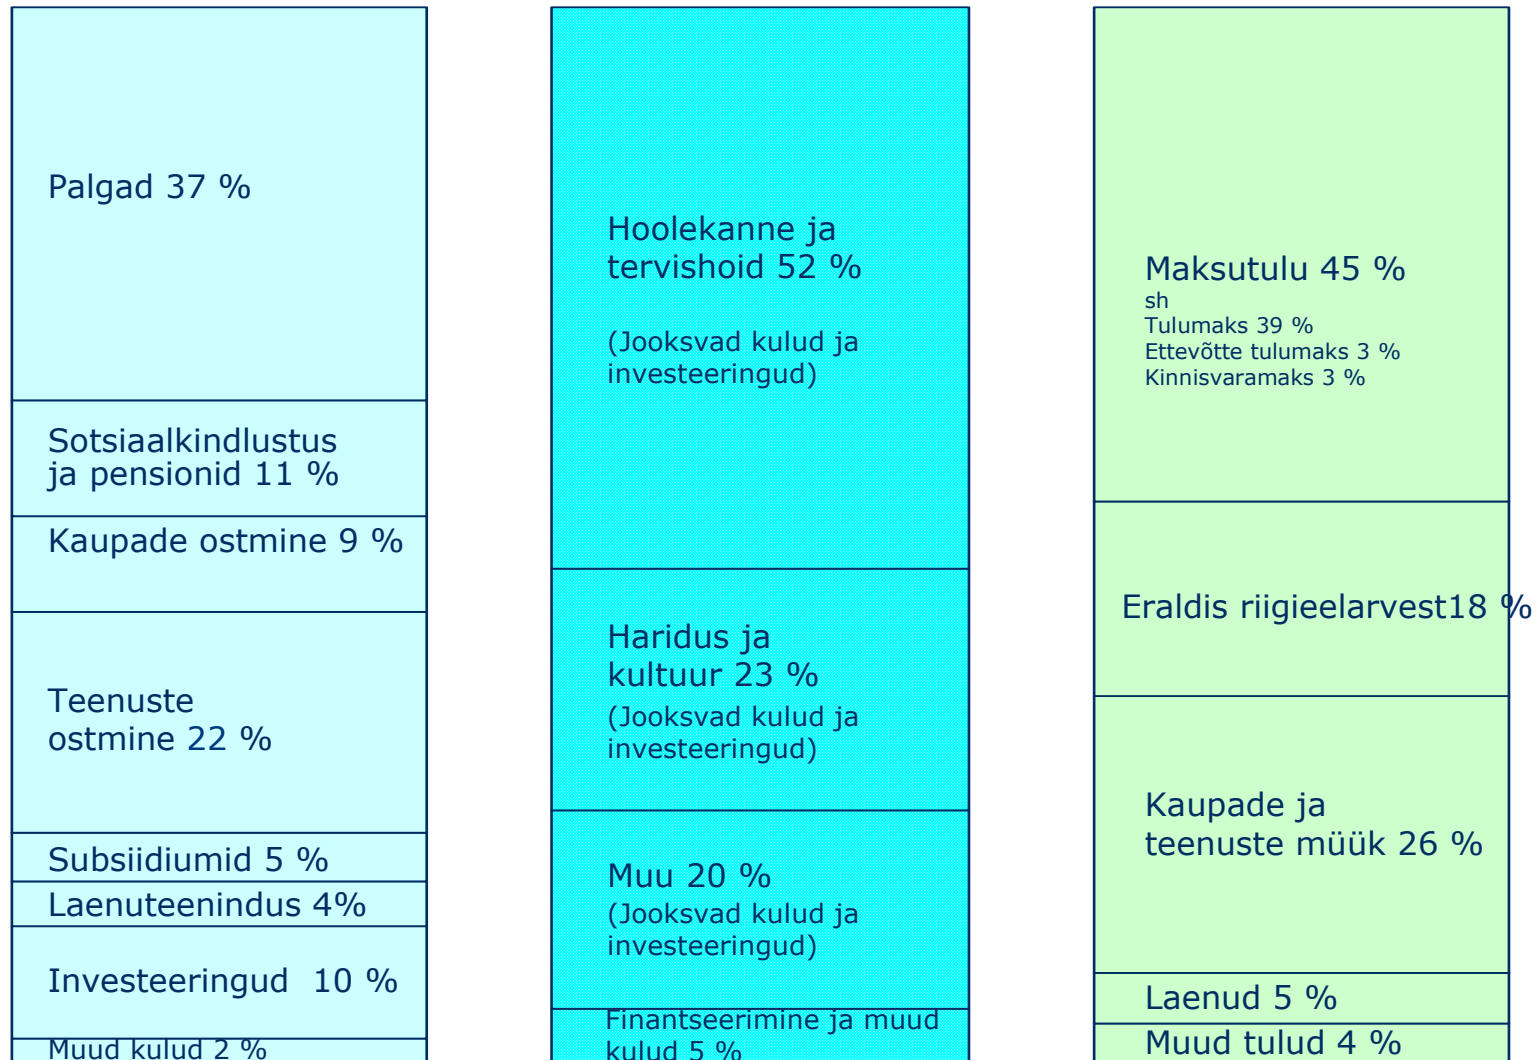 Palgad 37 %
Sotsiaalkindlustus
ja pensionid 11 %
Kaupade ostmine 9 %
Teenuste
ostmine 22 %
Subsiidiumid 5 %
Laenuteenindus 4%
Investeeringud 10 %
Muud kulud 2 %
Hoolekanne ja
tervishoid 52 %
(Jooksvad kulud ja
investeeringud)
Haridus ja
kultuur 23 %
(Jooksvad kulud ja
investeeringud)
Muu 20 %
(Jooksvad kulud ja
investeeringud)
Finantseerimine ja muud
kulud 5 %
Maksutulu 45 %
sh
Tulumaks 39 %
Ettevõtte tulumaks 3 %
Kinnisvaramaks 3 %
Eraldis riigieelarvest18 %
Kaupade ja
teenuste müük 26 %
Laenud 5 %
Muud tulud 4 %